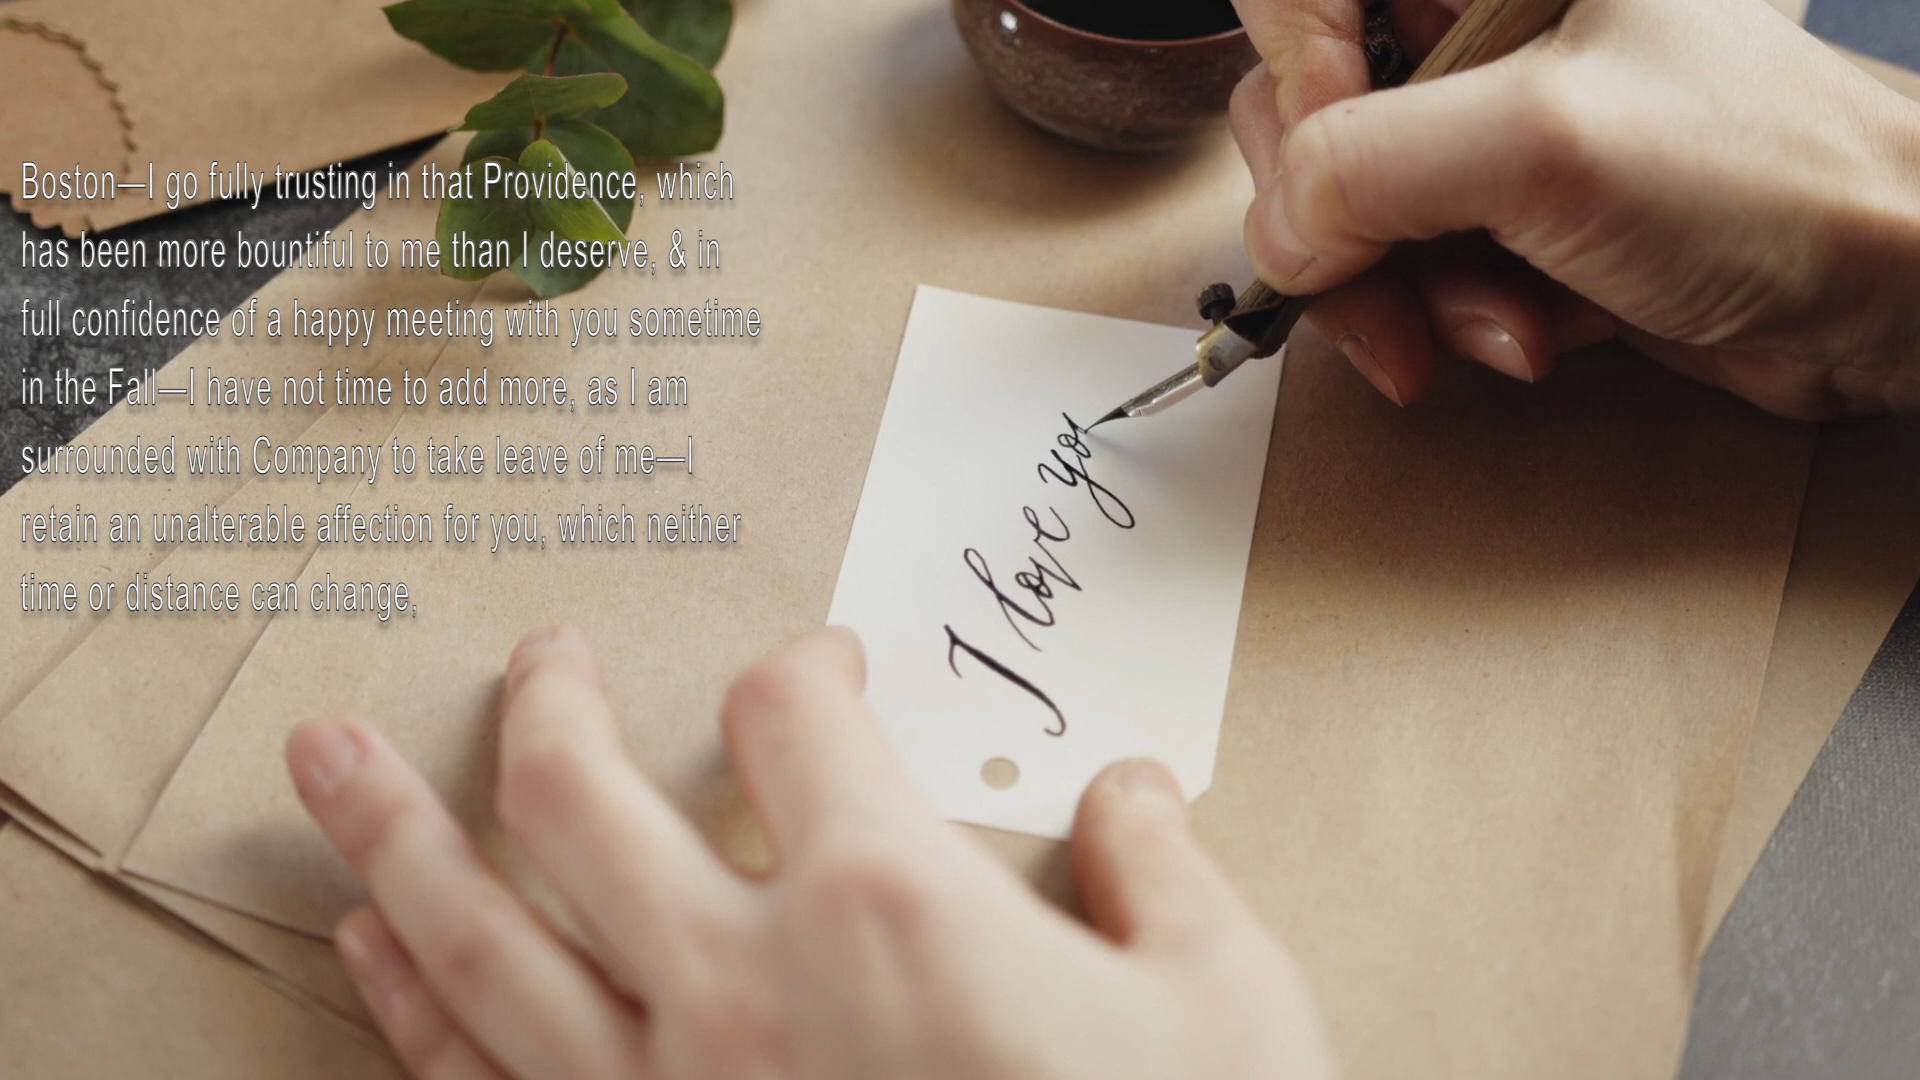 Boston—I go fully trusting in that Providence, which
has been more bountiful to me than I deserve, & in
full confidence of a happy meeting with you sometime
in the Fall—I have not time to add more, as I am
surrounded with Company to take leave of me—I
retain an unalterable affection for you, which neither
time or distance can change,
I love you